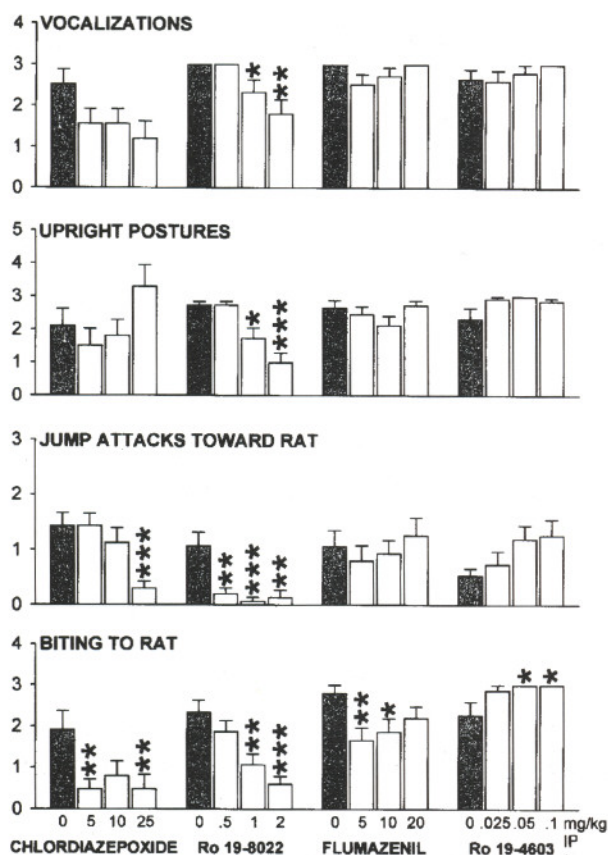 VOCALIZATIONS
4
3
2
1
0
* **
UPRIGHT POSTURES
5
4
3
2
1
0
* ***
JUMP ATTACKS TOWARD RAT
3
2
1
0
*** ** *** **
BITING TO RAT
4
3
2
1
0
** ** ** *** ** * * *
0 5 10 25 0 .5 1 2 0 5 10 20 0 .025 .05 .1 mg/kg
IP
CHLORDIAZEPOXIDE Ro 19-8022 FLUMAZENIL Ro 19-4603